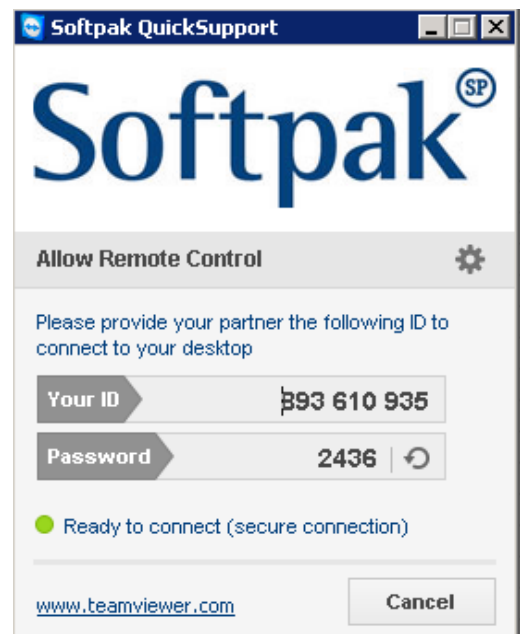 Softpak QuickSupport
Softpak SP
Allow Remote Control
Please provide your partner the following ID to
connect to your desktop
Your ID 893 610 935
Password 2436
Ready to connect (secure connection)
www.teamviewer.com Cancel